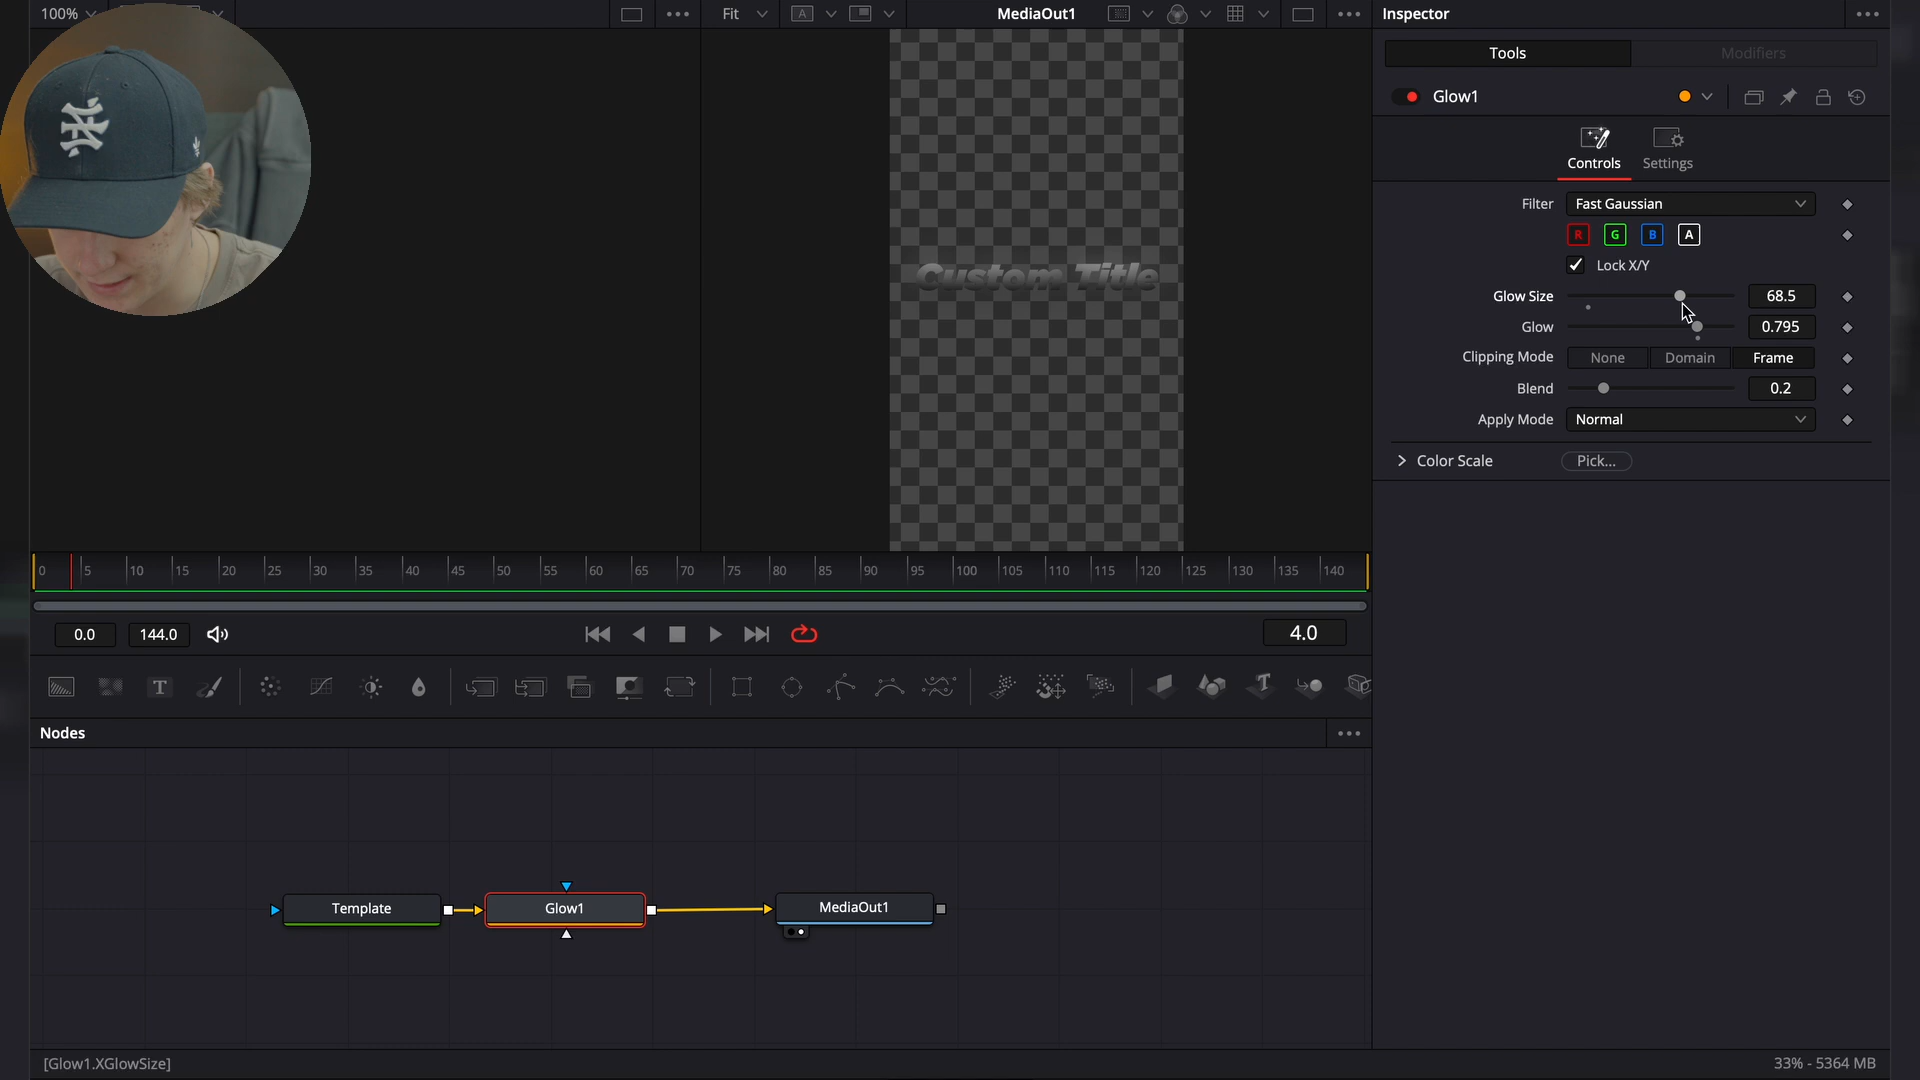 100%
Fit
A
MediaOut1
Inspector
Tools
Modifiers
Glow1
Controls
Settings
Filter
Fast Gaussian
R G B A
Lock X/Y
Custom Title
Glow Size
68.5
Glow
0.795
Clipping Mode
None
Domain
Frame
Blend
0.2
Apply Mode
Normal
Color Scale
Pick...
0 5 10 15 20 25 30 35 40 45 50 55 60 65 70 75 80 85 90 95 100 105 110 115 120 125 130 135 140
0.0
144.0
4.0
T
T
Nodes
Template
Glow1
MediaOut1
[Glow1.XGlowSize]
33% - 5364 MB